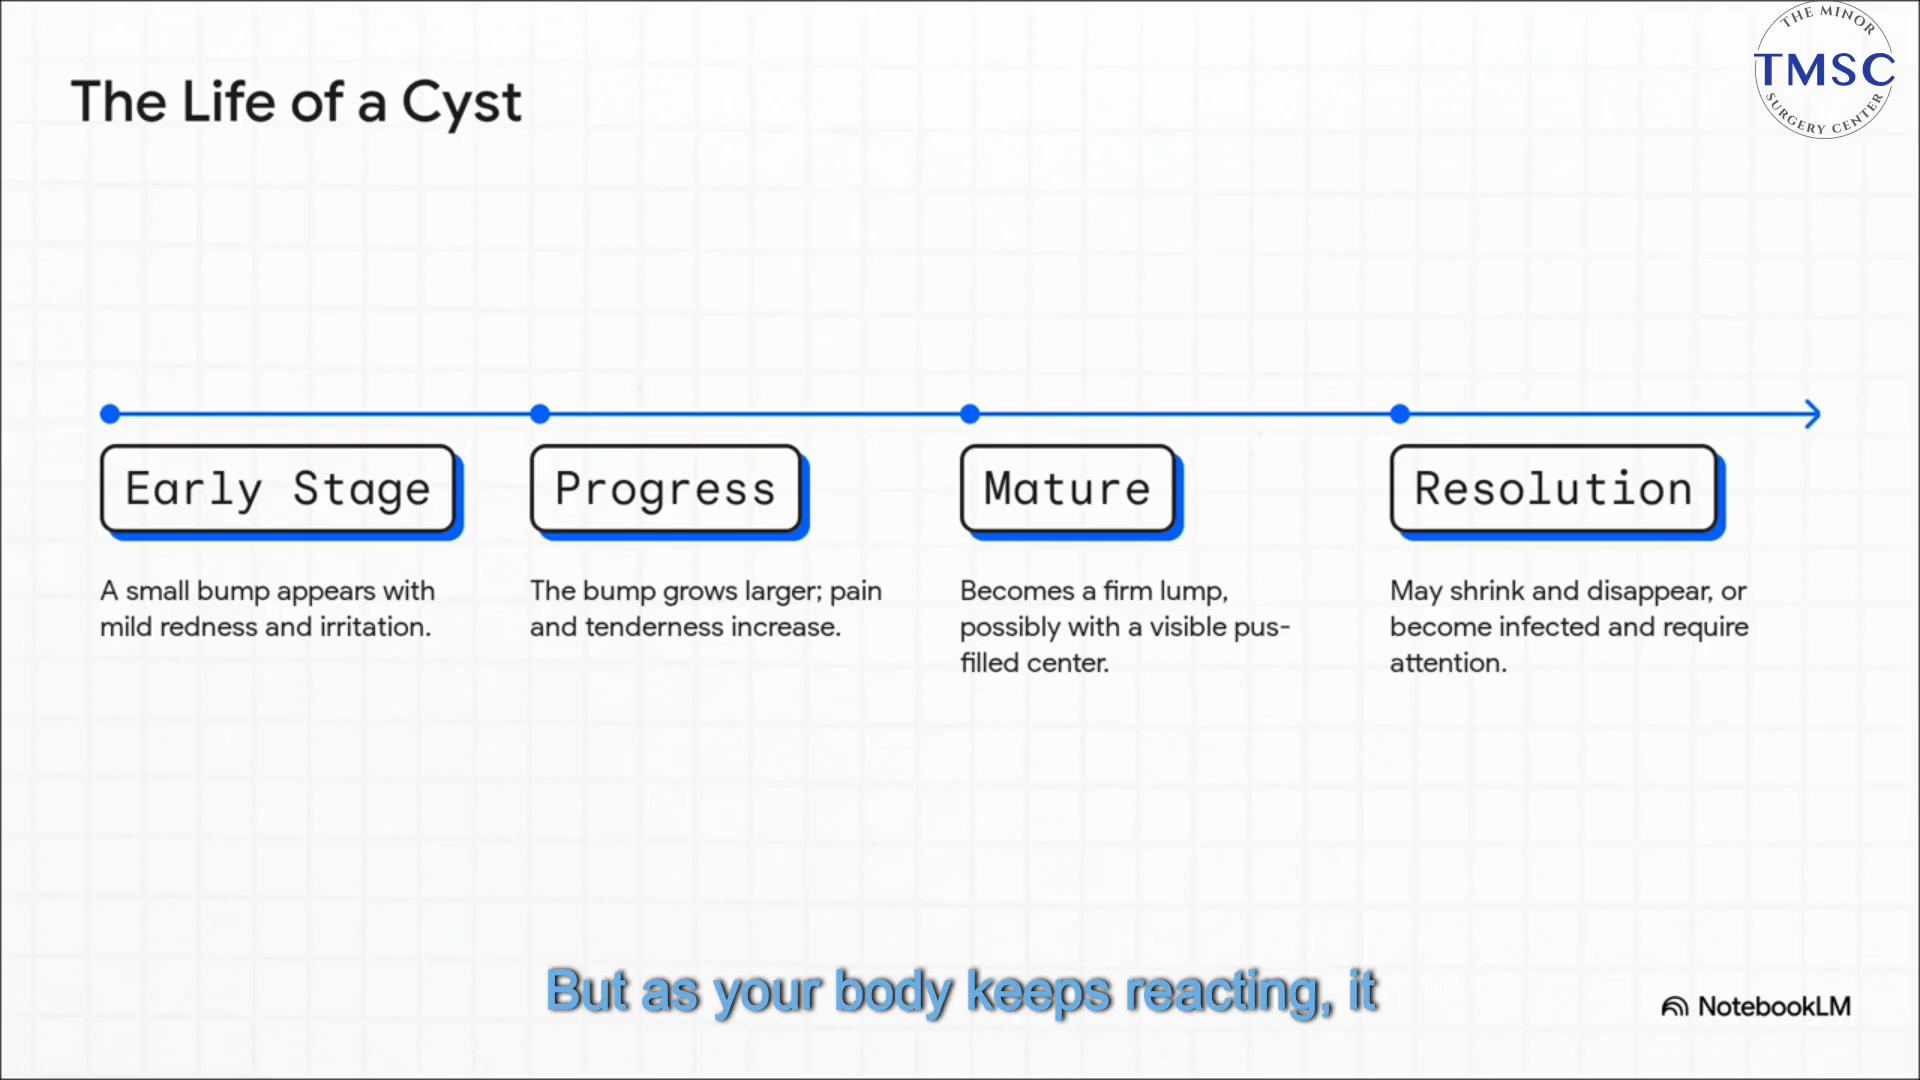 THE MINOR
TMSC
SURGERY CENTER
The Life of a Cyst
Early Stage
A small bump appears with
mild redness and irritation.
Progress
The bump grows larger; pain
and tenderness increase.
Mature
Becomes a firm lump,
possibly with a visible pus-
filled center.
Resolution
May shrink and disappear, or
become infected and require
attention.
But as your body keeps reacting, it
NotebookLM